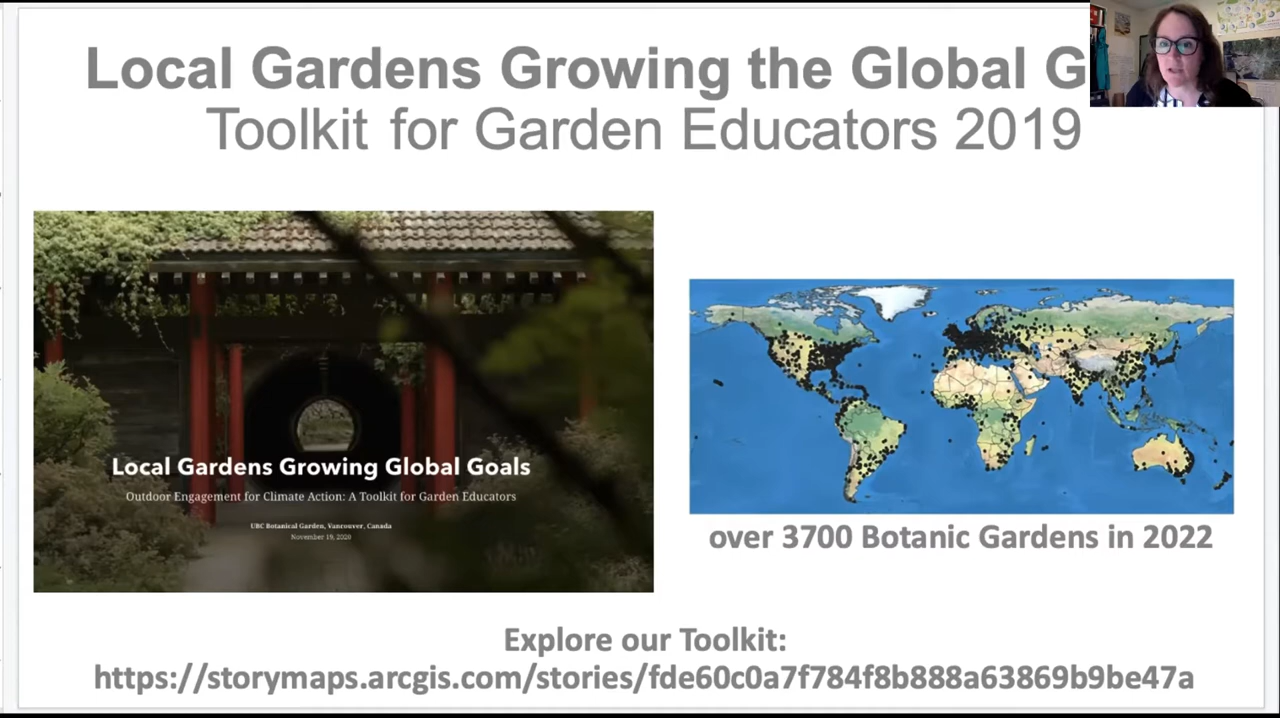 Local Gardens Growing the Global G
Toolkit for Garden Educators 2019
Local Gardens Growing Global Goals
Outdoor Engagement for Climate Action: A Toolkit for Garden Educators
UBC Botanical Garden, Vancouver, Canada
November 19, 2020
over 3700 Botanic Gardens in 2022
Explore our Toolkit:
https://storymaps.arcgis.com/stories/fde60c0a7f784f8b888a63869b9be47a